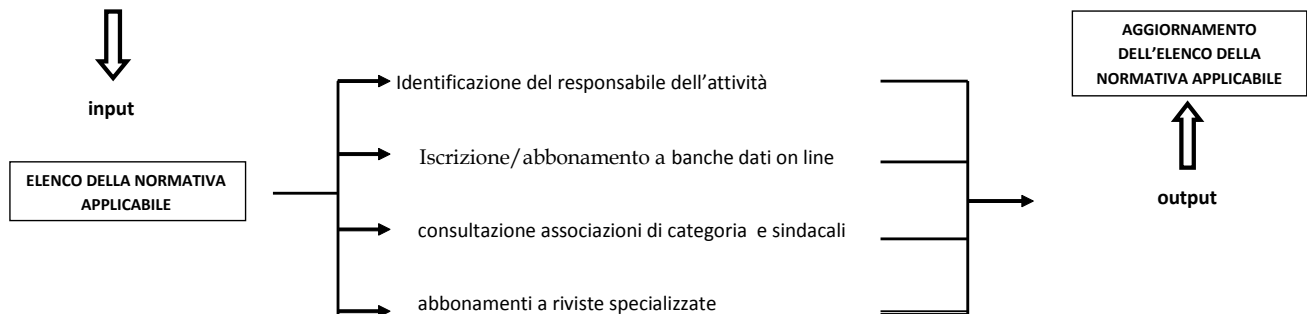 input
ELENCO DELLA NORMATIVA
APPLICABILE
Identificazione del responsabile dell’attività
Iscrizione/abbonamento a banche dati on line
consultazione associazioni di categoria e sindacali
abbonamenti a riviste specializzate
AGGIORNAMENTO
DELL’ELENCO DELLA
NORMATIVA APPLICABILE
output